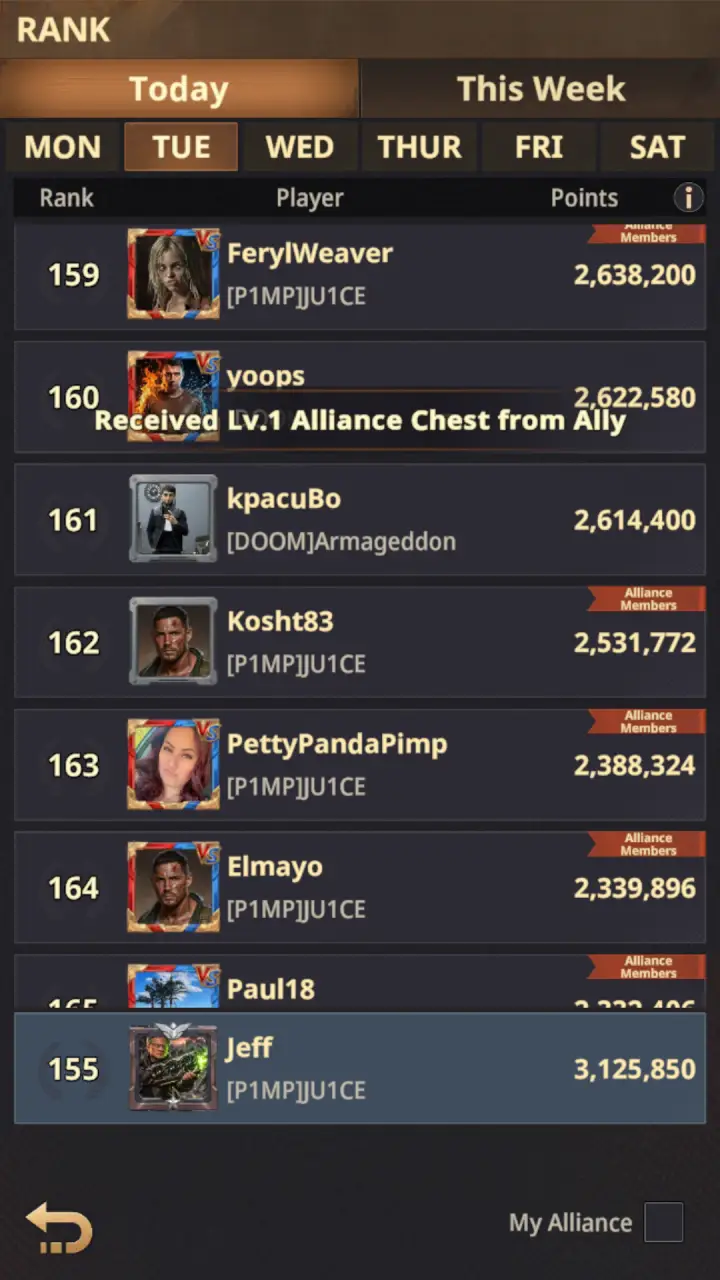 RANK
Today
This Week
MON
TUE
WED
THUR
FRI
SAT
Rank
Player
Points
Alliance
Members
159
FerylWeaver
[P1MP]JU1CE
2,638,200
160
yoops
2,622,580
Received Lv.1 Alliance Chest from Ally
161
kpacuBo
[DOOM]Armageddon
2,614,400
Alliance
Members
162
Kosht83
[P1MP]JU1CE
2,531,772
Alliance
Members
163
PettyPandaPimp
[P1MP]JU1CE
2,388,324
Alliance
Members
164
Elmayo
[P1MP]JU1CE
2,339,896
Alliance
Members
165
Paul18
155
Jeff
[P1MP]JU1CE
3,125,850
My Alliance